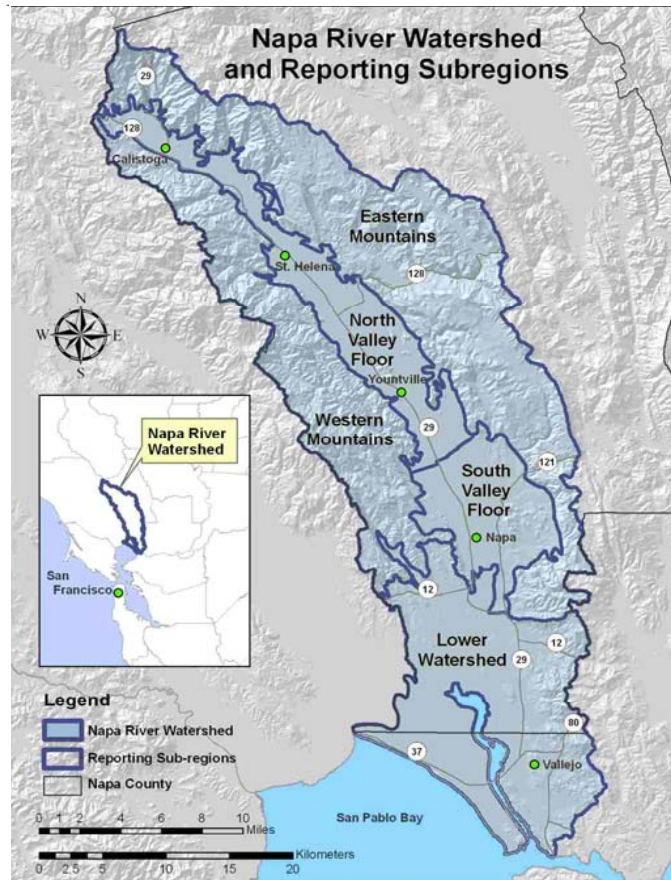 Napa River Watershed
and Reporting Subregions
29
128
Calistoga
Eastern
Mountains
St. Helena
128
N
W E
S
North
Valley
Floor
Yountville
Western
Mountains
29
121
South
Valley
Floor
Napa
Napa River
Watershed
San
Francisco
12
Lower
Watershed
12
29
80
37
Vallejo
San Pablo Bay
Legend
Napa River Watershed
Reporting Sub-regions
Napa County
0 1 2 4 6 8 10
Miles
Kilometers
0 2.5 5 10 15 20